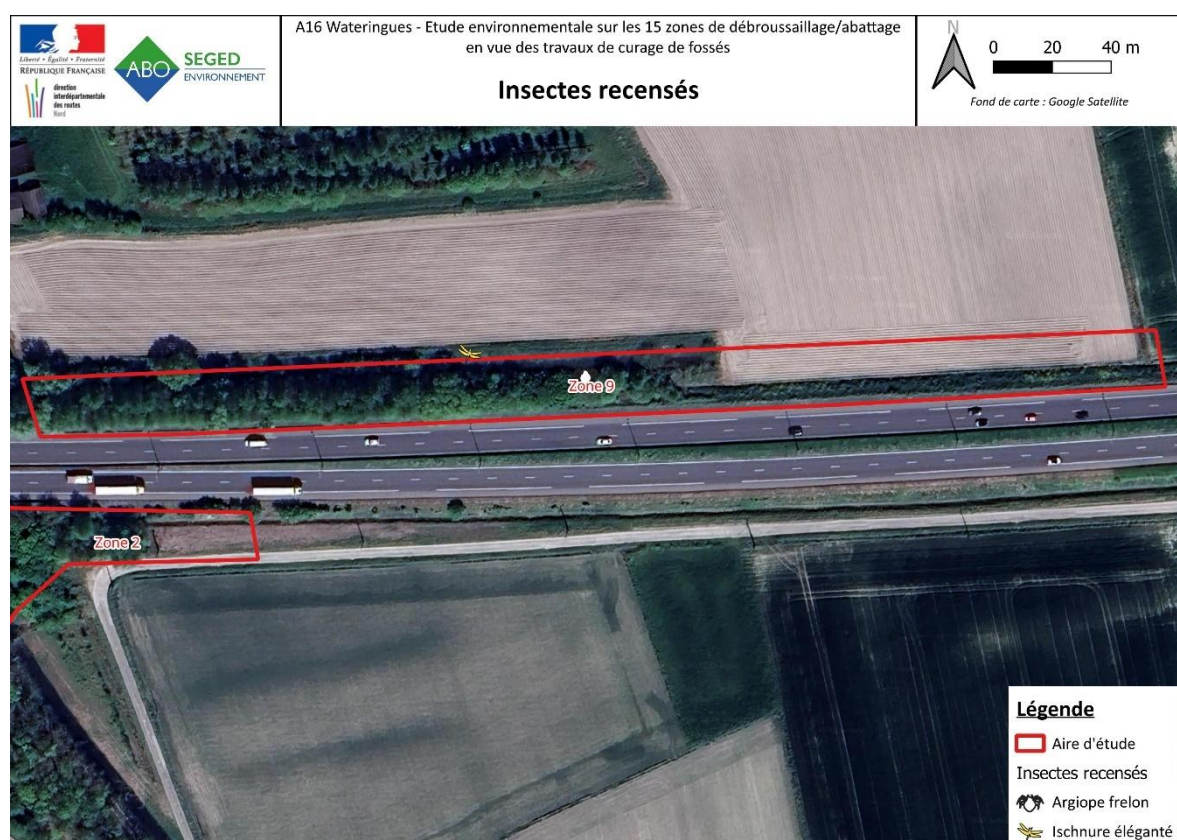 Liberté • Égalité • Fraternité
RÉPUBLIQUE FRANÇAISE
direction
interdépartementale
des routes
Nord
ABO
SEGED
ENVIRONNEMENT
A16 Wateringues - Etude environnementale sur les 15 zones de débroussaillage/abattage
en vue des travaux de curage de fossés
Insectes recensés
N
0 20 40 m
Fond de carte : Google Satellite
Zone 9
Zone 2
Légende
Aire d'étude
Insectes recensés
Argiope frelon
Ischnure élégante